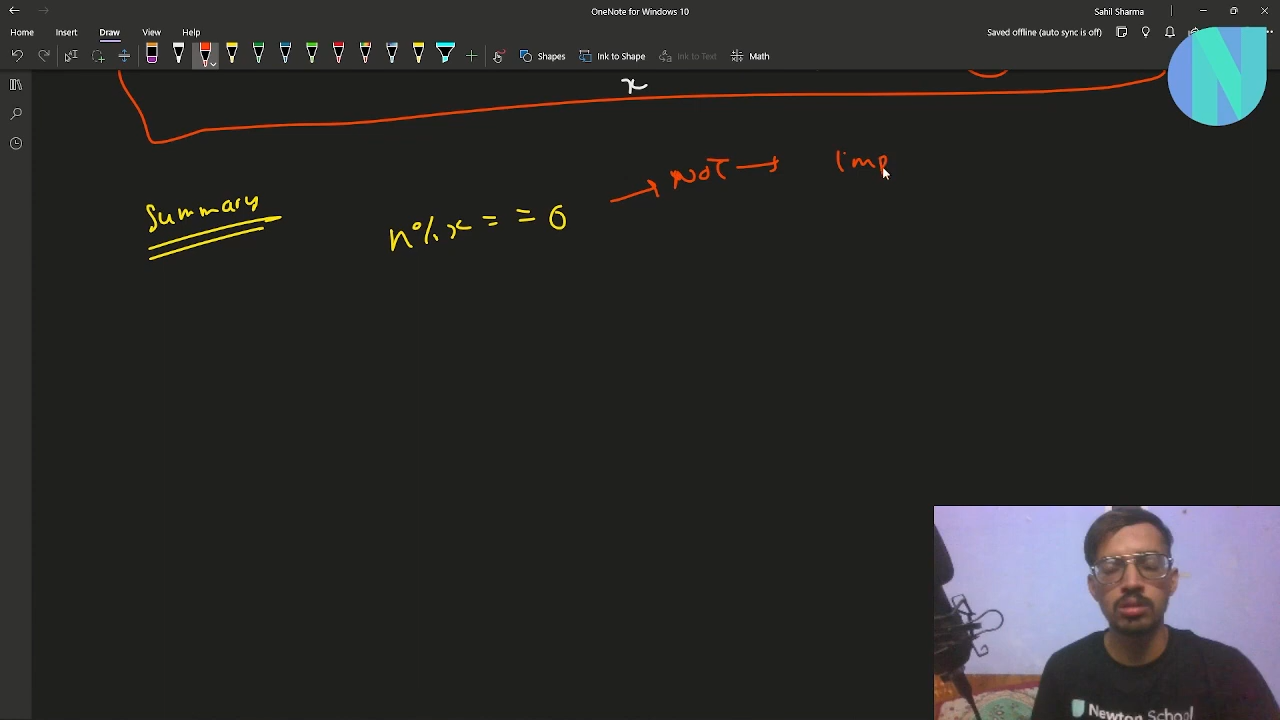 OneNote for Windows 10
Sahil Sharma
Home Insert Draw View Help
Saved offline (auto sync is off)
Shapes Ink to Shape Ink to Text Math
x
→ NOT → imp
Summary
n%x = = 0
Newton School
N